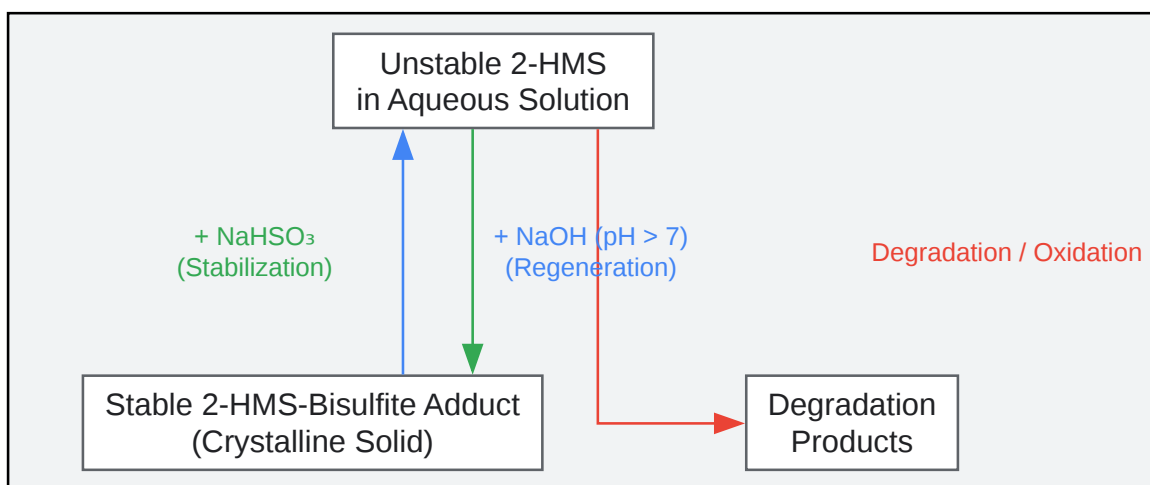 Unstable 2-HMS
in Aqueous Solution
+ NaHSO₃
(Stabilization)
+ NaOH (pH > 7)
(Regeneration)
Degradation / Oxidation
Stable 2-HMS-Bisulfite Adduct
(Crystalline Solid)
Degradation
Products